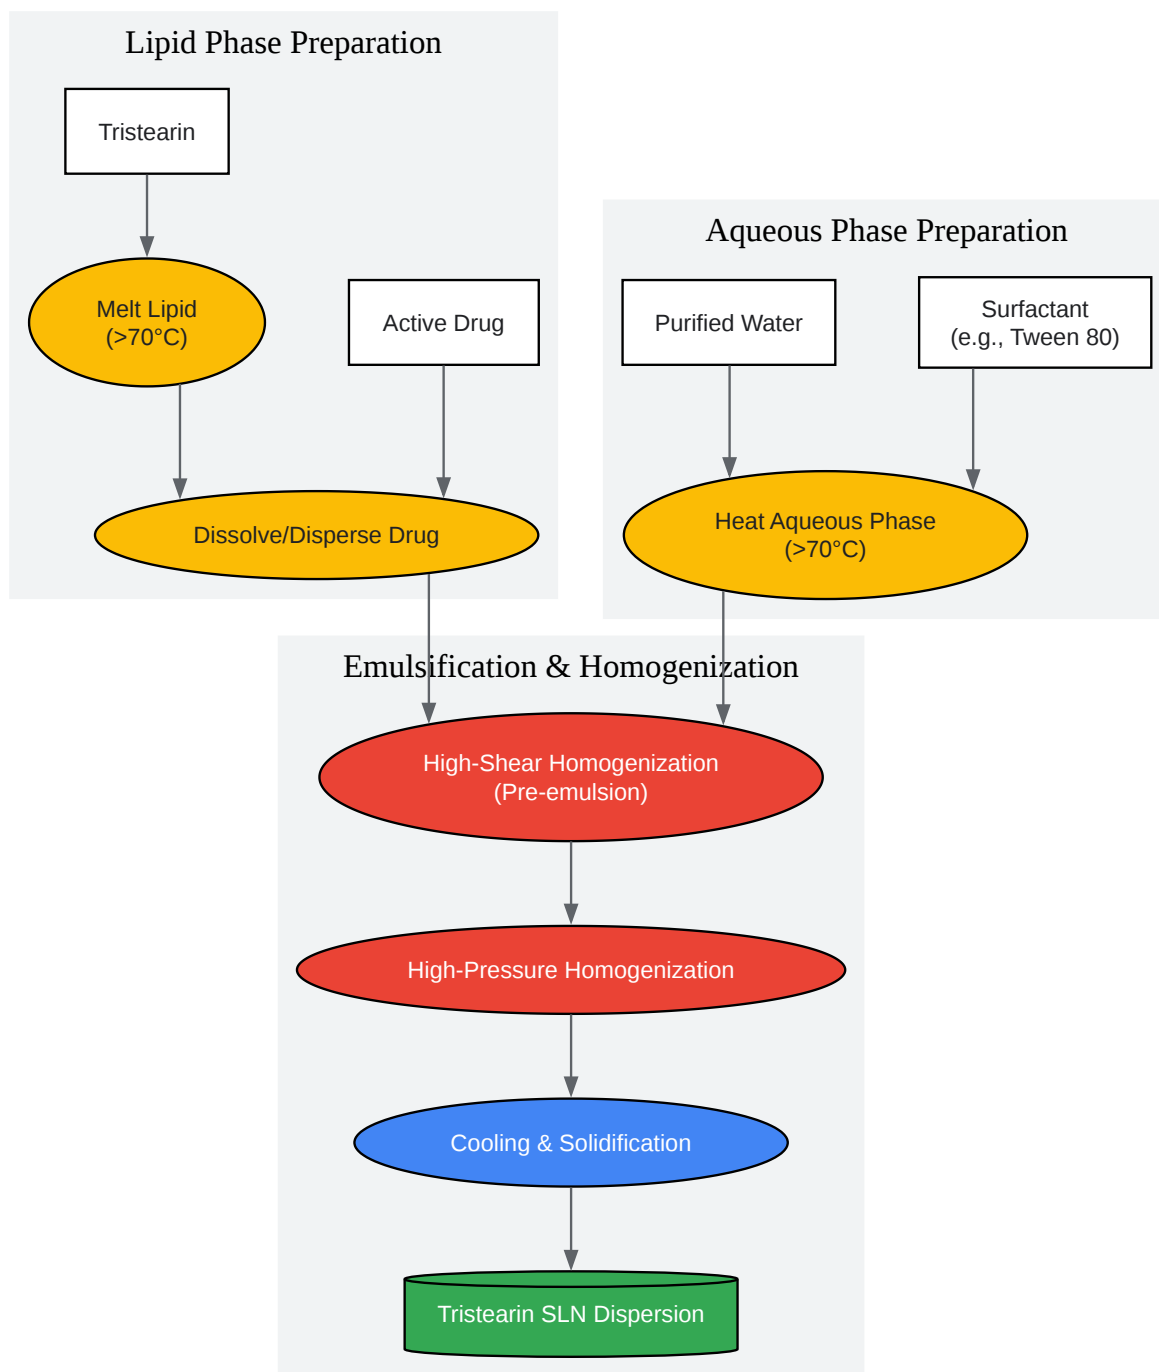 Lipid Phase Preparation
Tristearin
Melt Lipid
(>70°C)
Active Drug
Dissolve/Disperse Drug
Aqueous Phase Preparation
Purified Water
Surfactant
(e.g., Tween 80)
Heat Aqueous Phase
(>70°C)
Emulsification & Homogenization
High-Shear Homogenization
(Pre-emulsion)
High-Pressure Homogenization
Cooling & Solidification
Tristearin SLN Dispersion